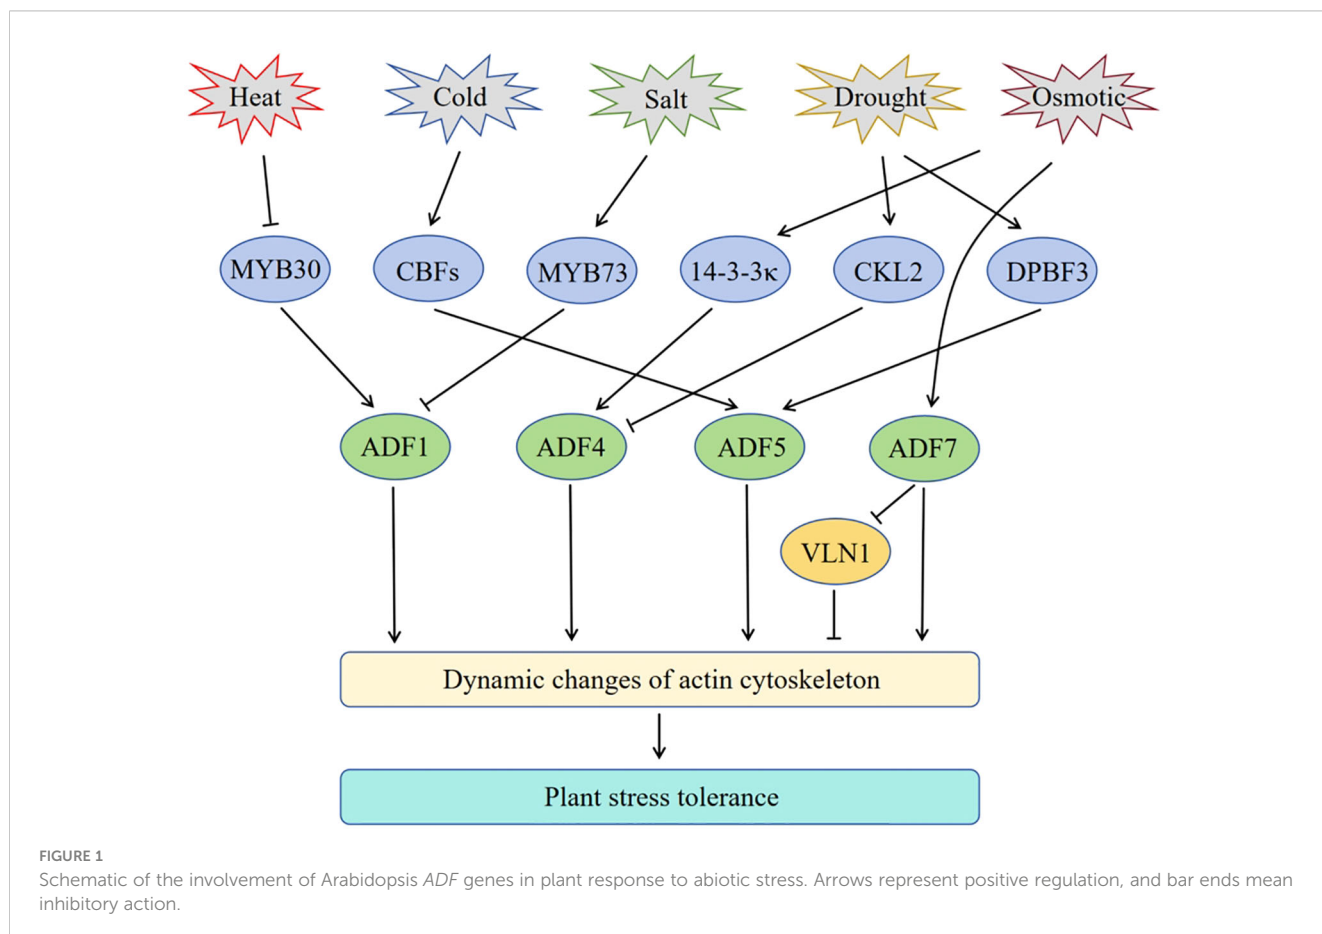 Heat
Cold
Salt
Drought
Osmotic
MYB30
CBFs
MYB73
14-3-3κ
CKL2
DPBF3
ADF1
ADF4
ADF5
ADF7
VLN1
Dynamic changes of actin cytoskeleton
Plant stress tolerance
FIGURE 1
Schematic of the involvement of Arabidopsis ADF genes in plant response to abiotic stress. Arrows represent positive regulation, and bar ends mean
inhibitory action.